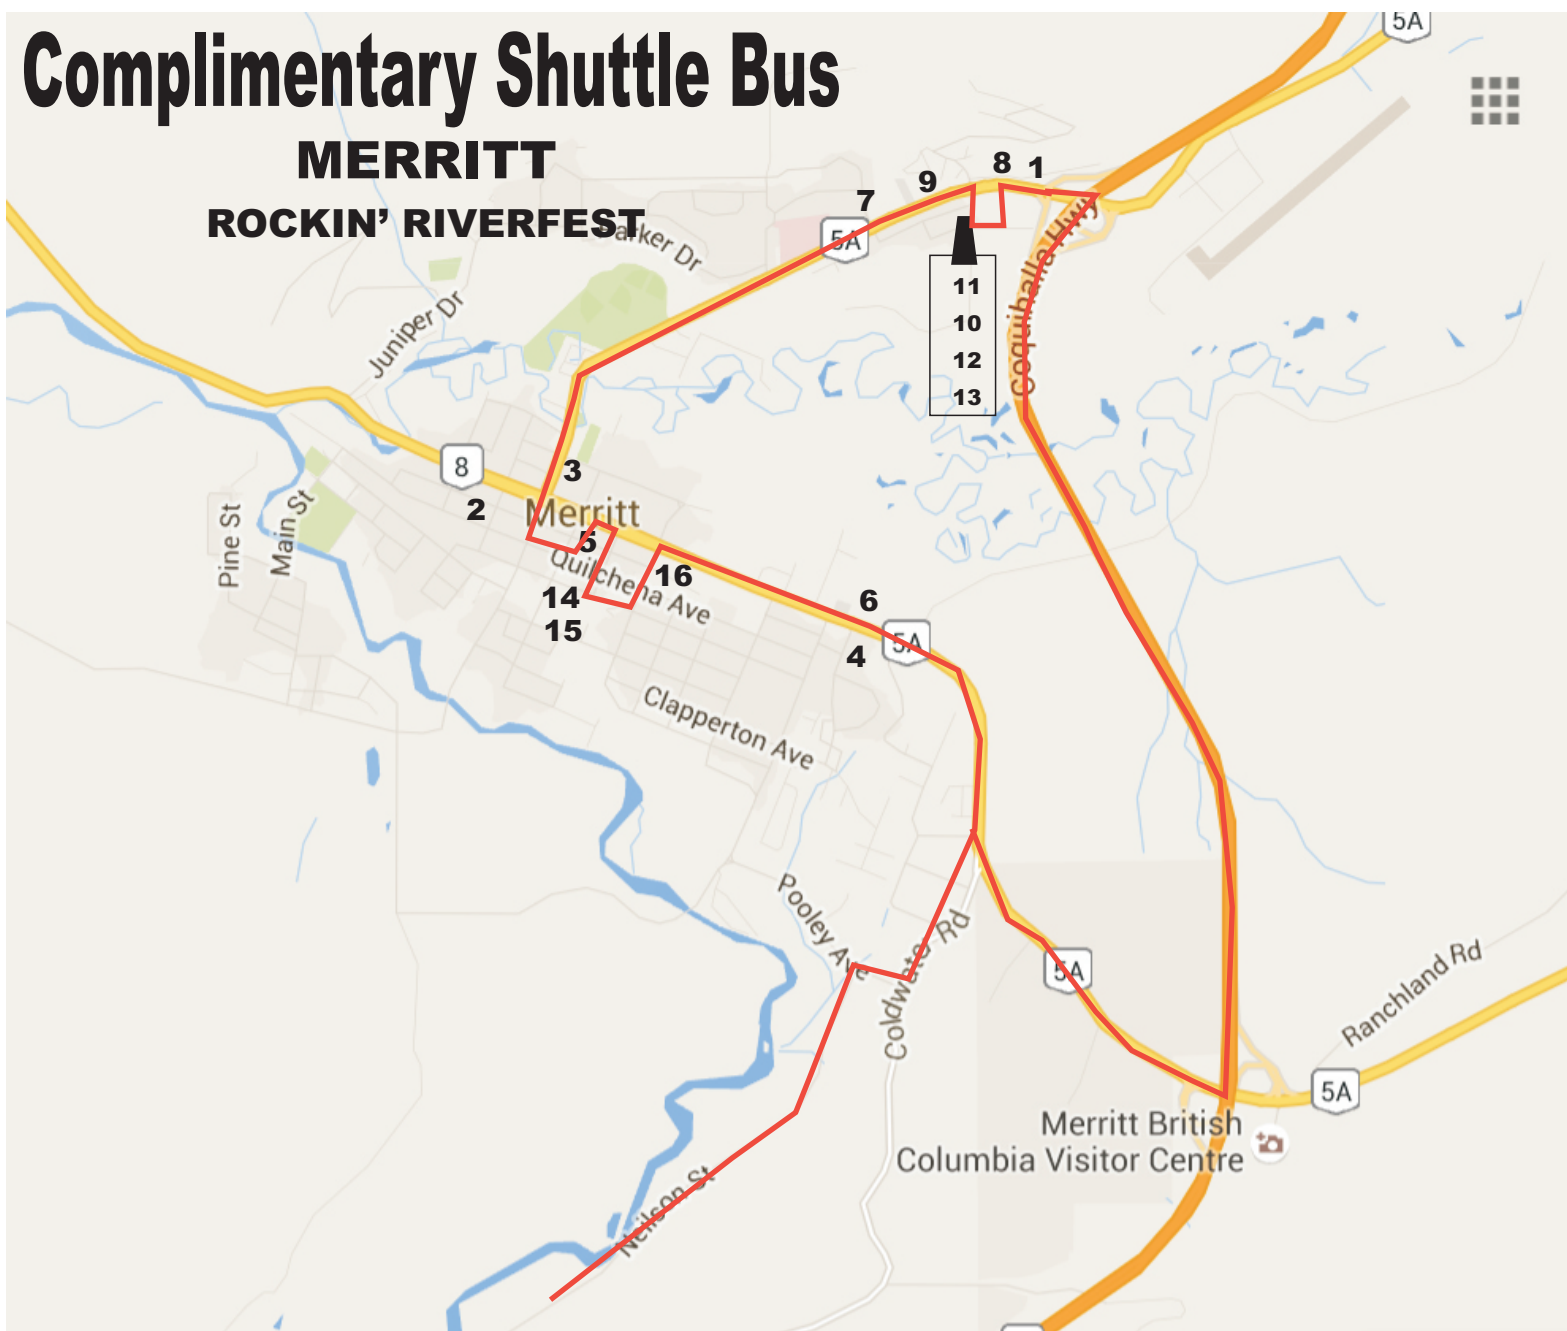 Complimentary Shuttle Bus
MERRITT
ROCKIN' RIVERFEST
5A
8 1
9
7
5A
Parker Dr
Coquihalla Hwy
11
10
12
13
Juniper Dr
8
3
2
Merritt
5
Quilchena Ave
16
14
15
Pine St
Main St
6
4
5A
Clapperton Ave
Pooley Ave
Coldwater Rd
5A
Ranchland Rd
5A
Merritt British
Columbia Visitor Centre
Neilson St